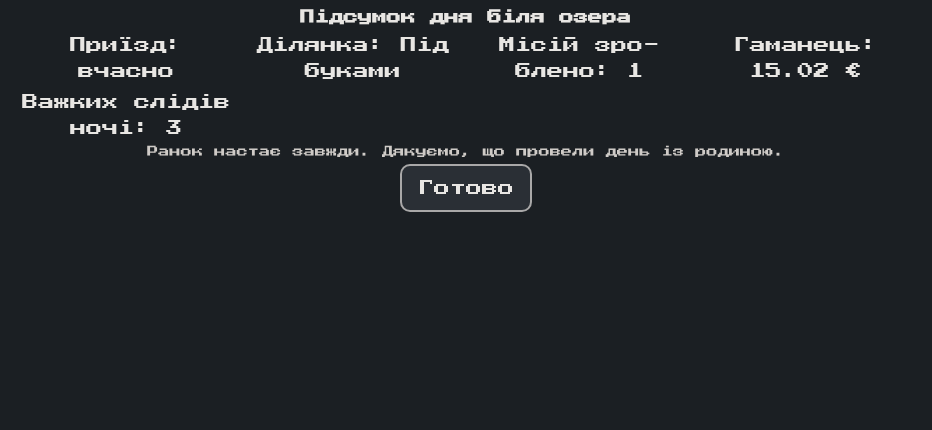 Підсумок дня біля озера
Приїзд:
вчасно
Ділянка: Під
буками
Місій зро-
блено: 1
Гаманець:
15.02 €
Важких слідів
ночі: 3
Ранок настає завжди. Дякуємо, що провели день із родиною.
Готово